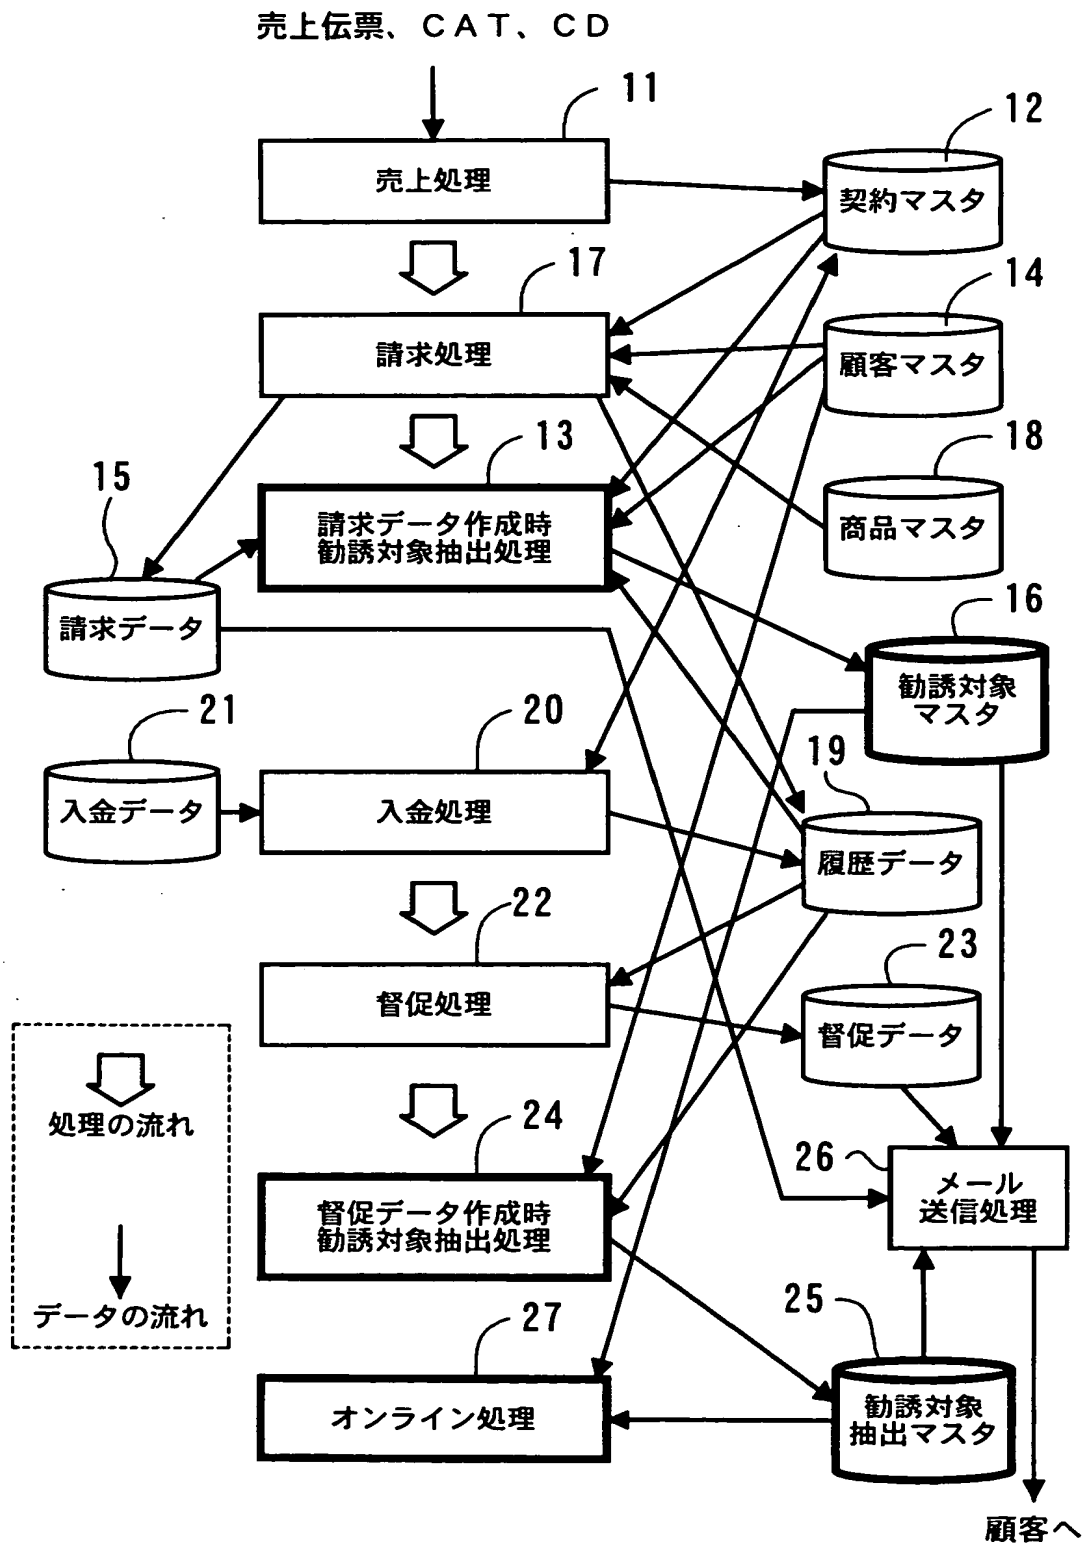 売上伝票、ＣＡＴ、ＣＤ
11
売上処理
12
契約マスタ
17
請求処理
14
顧客マスタ
13
請求データ作成時
勧誘対象抽出処理
18
商品マスタ
15
請求データ
16
勧誘対象
マスタ
21
入金データ
20
入金処理
19
履歴データ
22
督促処理
23
督促データ
処理の流れ
データの流れ
24
督促データ作成時
勧誘対象抽出処理
26
メール
送信処理
27
オンライン処理
25
勧誘対象
抽出マスタ
顧客へ